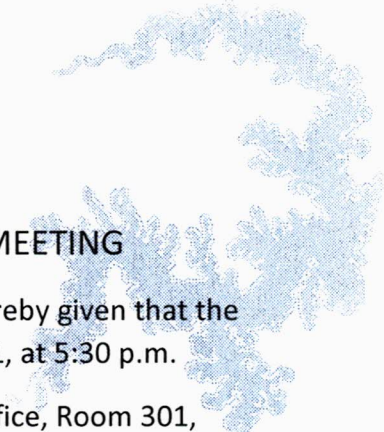 MEETING
reby given that the
, at 5:30 p.m.
fice, Room 301,